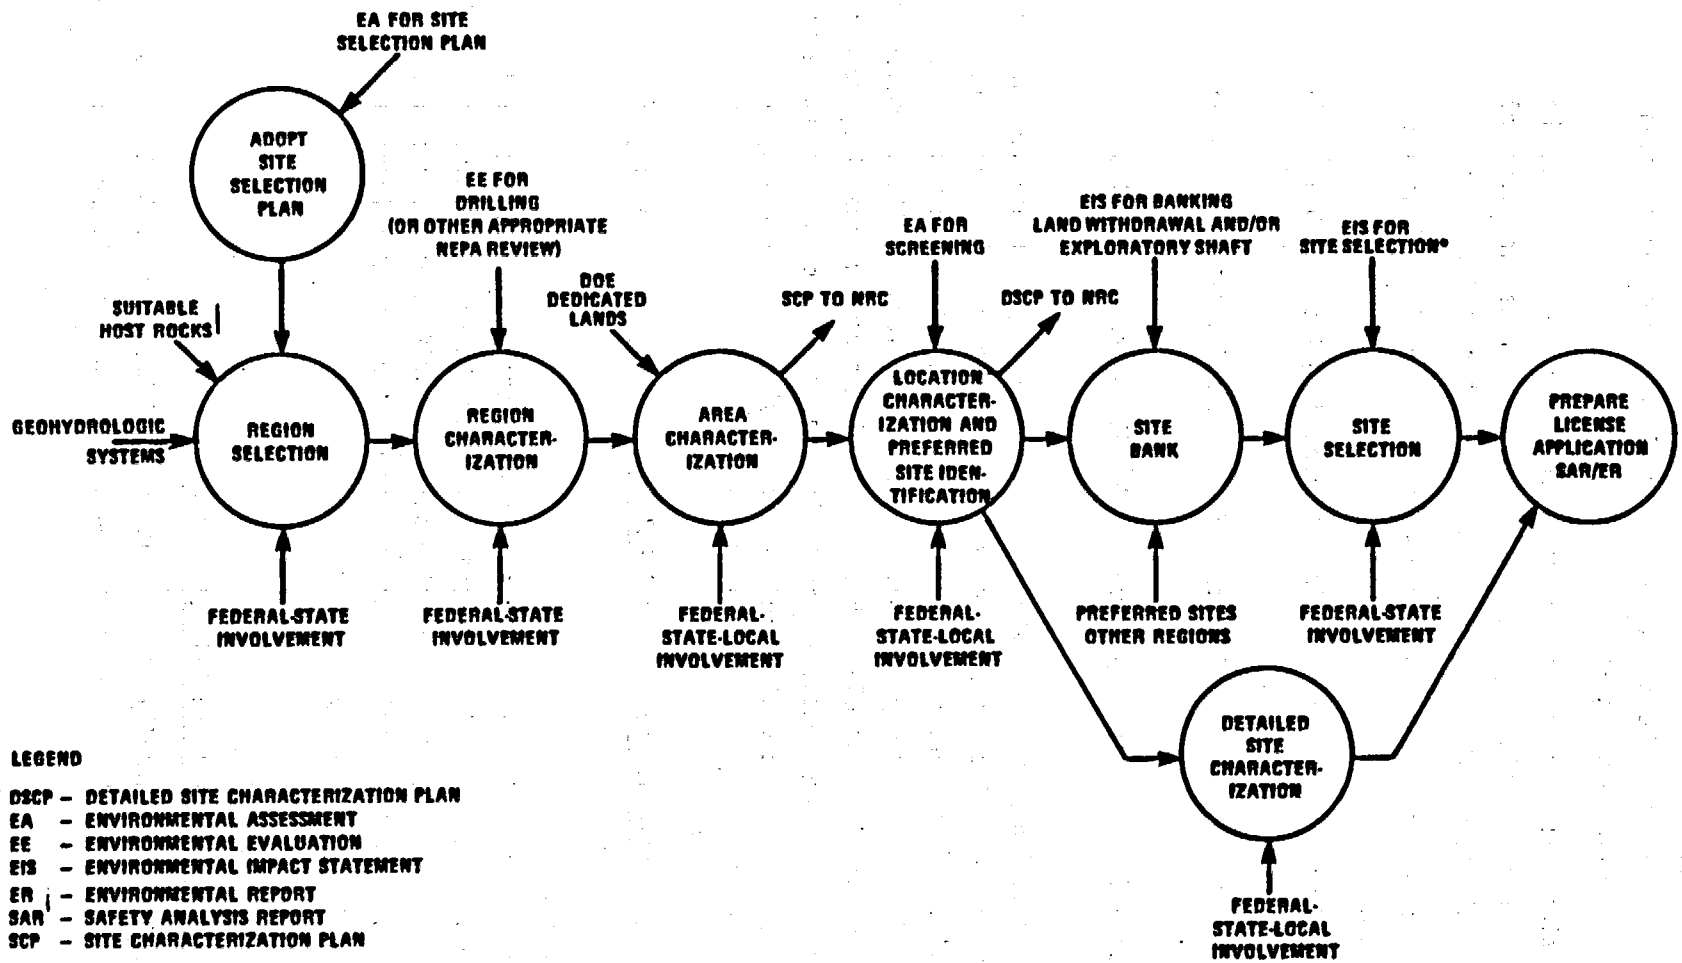 EA FOR SITE
SELECTION PLAN
ADOPT
SITE
SELECTION
PLAN
EE FOR
DRILLING
(OR OTHER APPROPRIATE
NEPA REVIEW)
DOE
DEDICATED
LANDS
SCP TO NRC
EA FOR
SCREENING
DSCP TO NRC
EIS FOR BANKING
LAND WITHDRAWAL AND/OR
EXPLORATORY SHAFT
EIS FOR
SITE SELECTION*
SUITABLE
HOST ROCKS
GEOHYDROLOGIC
SYSTEMS
REGION
SELECTION
REGION
CHARACTER-
IZATION
AREA
CHARACTER-
IZATION
LOCATION
CHARACTER-
IZATION AND
PREFERRED
SITE IDEN-
TIFICATION
SITE
BANK
SITE
SELECTION
PREPARE
LICENSE
APPLICATION
SAR/ER
FEDERAL-STATE
INVOLVEMENT
FEDERAL-STATE
INVOLVEMENT
FEDERAL-
STATE-LOCAL
INVOLVEMENT
FEDERAL-
STATE-LOCAL
INVOLVEMENT
PREFERRED SITES
OTHER REGIONS
FEDERAL-STATE
INVOLVEMENT
DETAILED
SITE
CHARACTER-
IZATION
FEDERAL-
STATE-LOCAL
INVOLVEMENT
LEGEND
DSCP – DETAILED SITE CHARACTERIZATION PLAN
EA – ENVIRONMENTAL ASSESSMENT
EE – ENVIRONMENTAL EVALUATION
EIS – ENVIRONMENTAL IMPACT STATEMENT
ER – ENVIRONMENTAL REPORT
SAR – SAFETY ANALYSIS REPORT
SCP – SITE CHARACTERIZATION PLAN